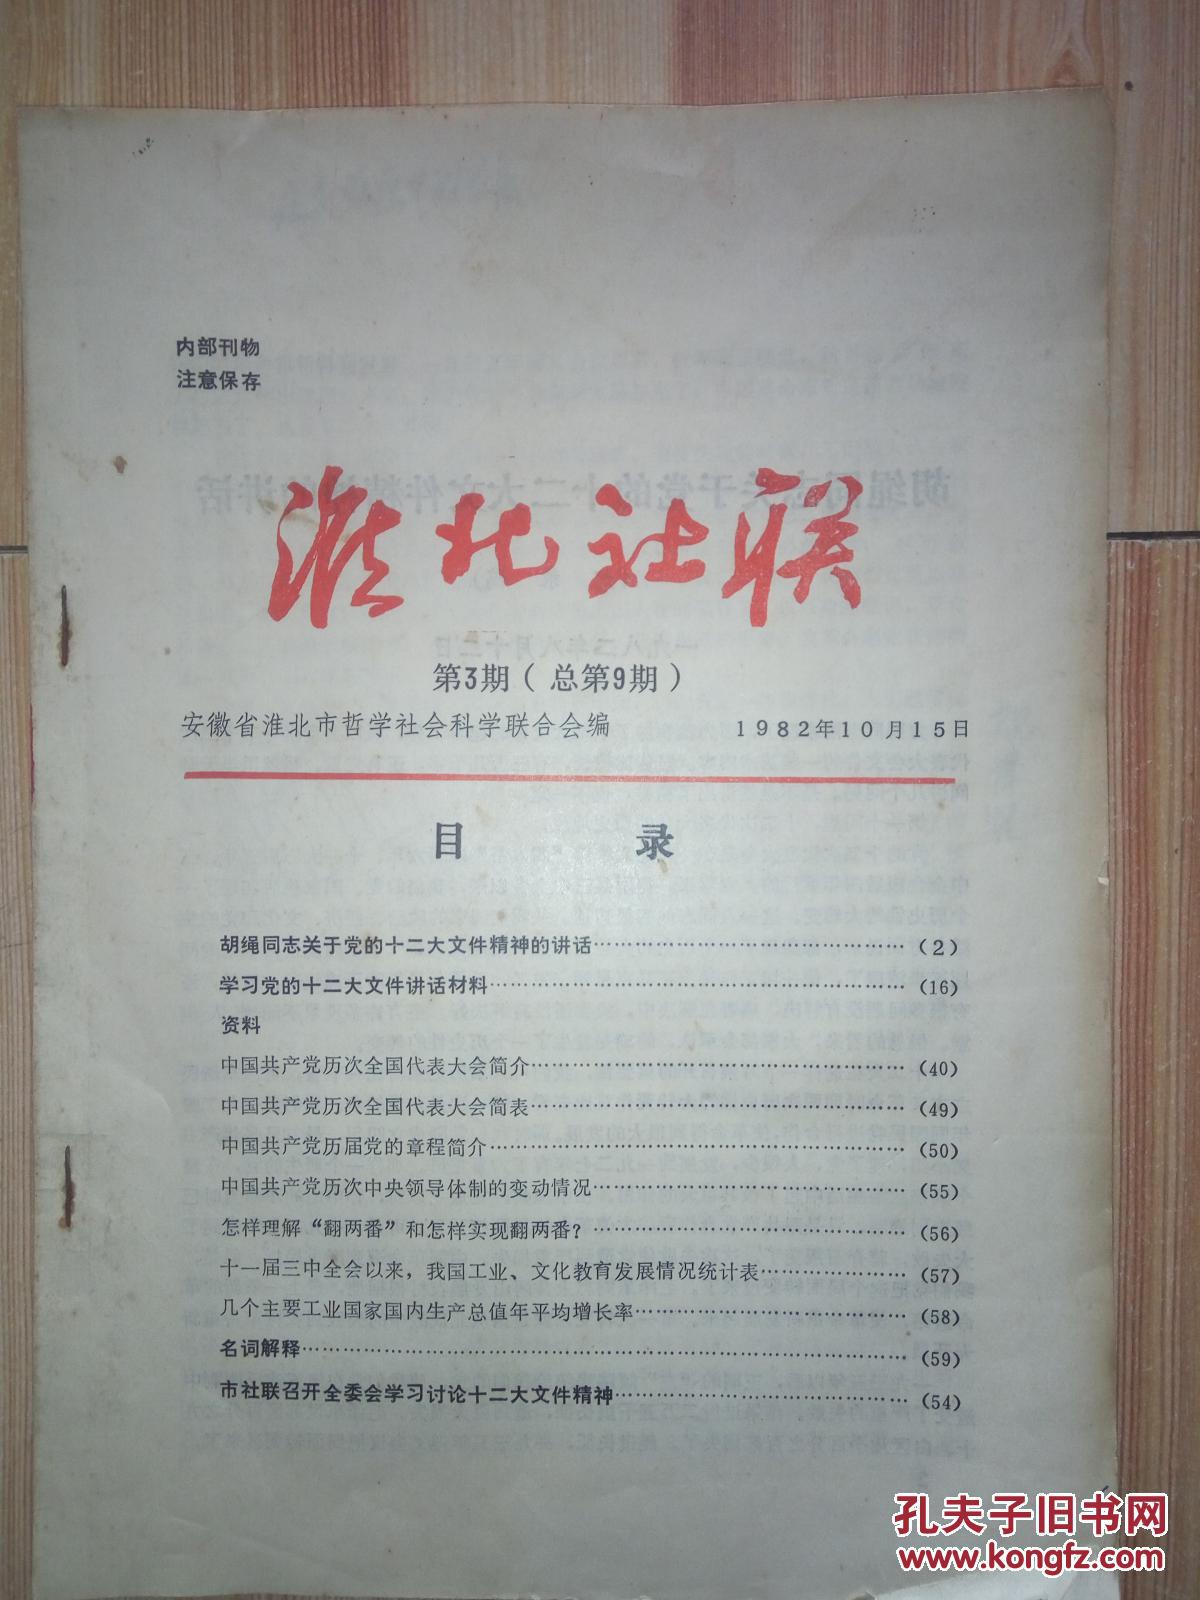 内部刊物
注意保存
淮北社联
第3期（总第9期）
安徽省淮北市哲学社会科学联合会编 1982年10月15日
目 录
胡绳同志关于党的十二大文件精神的讲话……………………………………（2）
学习党的十二大文件讲话材料………………………………………………（16）
资料
中国共产党历次全国代表大会简介…………………………………………（40）
中国共产党历次全国代表大会简表…………………………………………（49）
中国共产党历届党的章程简介………………………………………………（50）
中国共产党历次中央领导体制的变动情况…………………………………（55）
怎样理解“翻两番”和怎样实现翻两番？…………………………………（56）
十一届三中全会以来，我国工业、文化教育发展情况统计表………………（57）
几个主要工业国家国内生产总值年平均增长率……………………………（58）
名词解释………………………………………………………………………（59）
市社联召开全委会学习讨论十二大文件精神………………………………（54）
孔夫子旧书网
www.kongfz.com